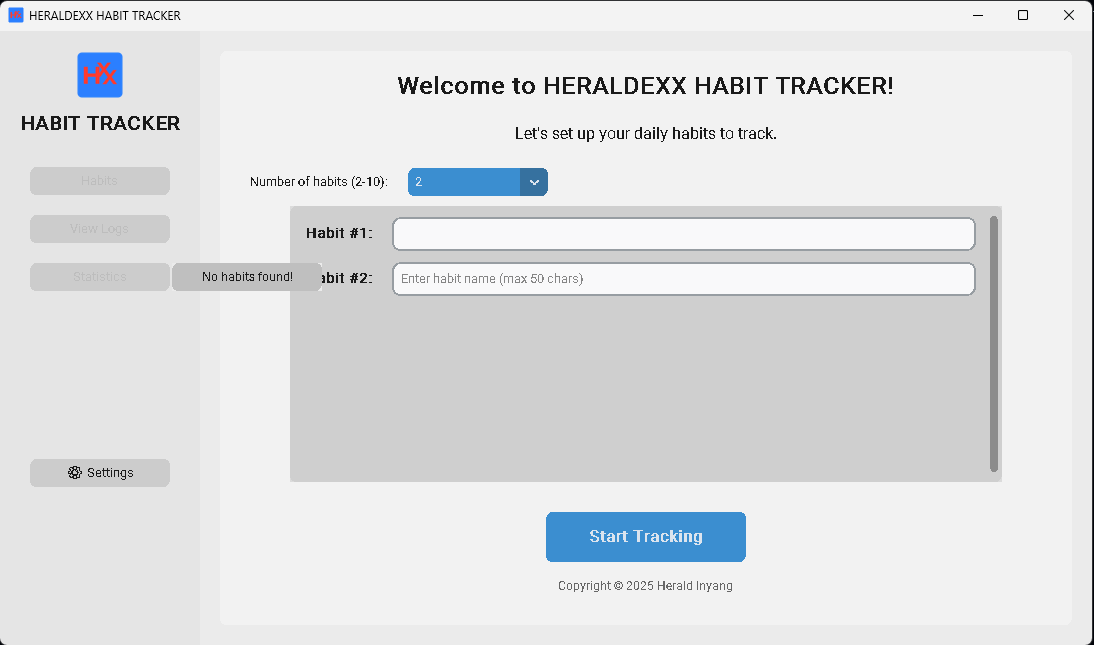 HERALDEXX HABIT TRACKER
HXX
HABIT TRACKER
Habits
View Logs
Statistics
No habits found!
Settings
Welcome to HERALDEXX HABIT TRACKER!
Let's set up your daily habits to track.
Number of habits (2-10):
2
Habit #1:
abit #2:
Enter habit name (max 50 chars)
Start Tracking
Copyright © 2025 Herald Inyang